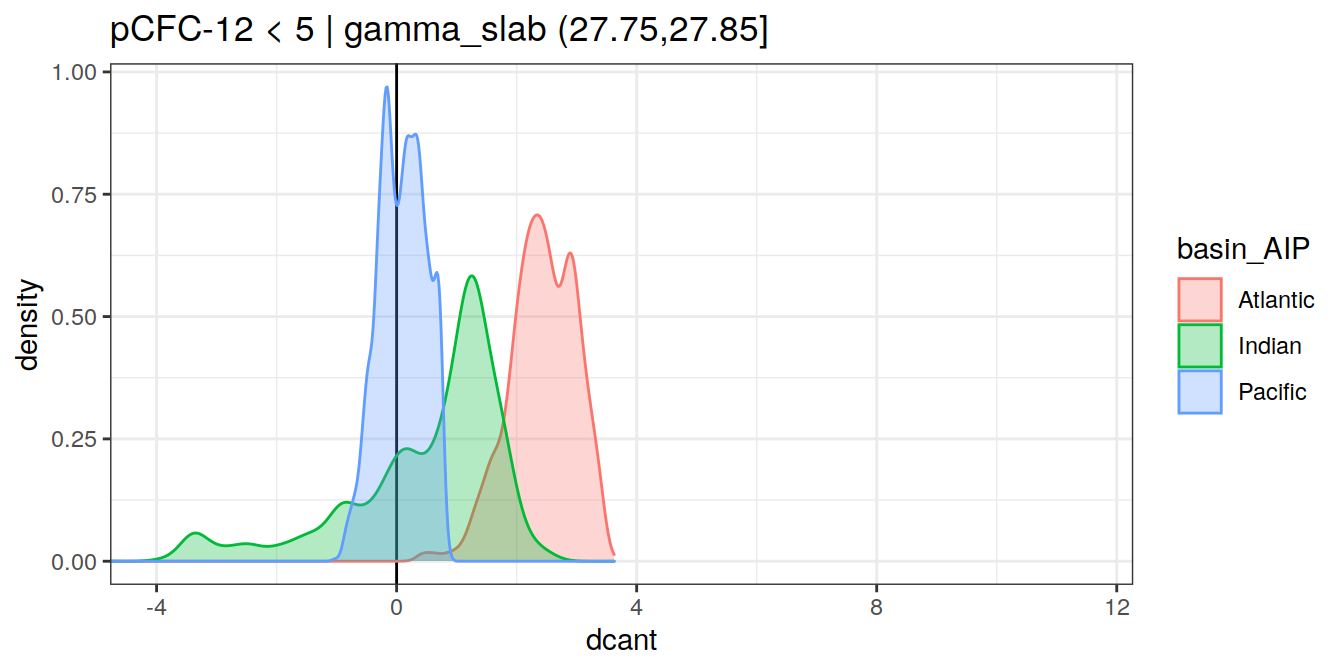 pCFC-12 < 5 | gamma_slab (27.75,27.85]
1.00
0.75
0.50
0.25
0.00
density
-4 0 4 8 12
dcant
basin_AIP
Atlantic
Indian
Pacific